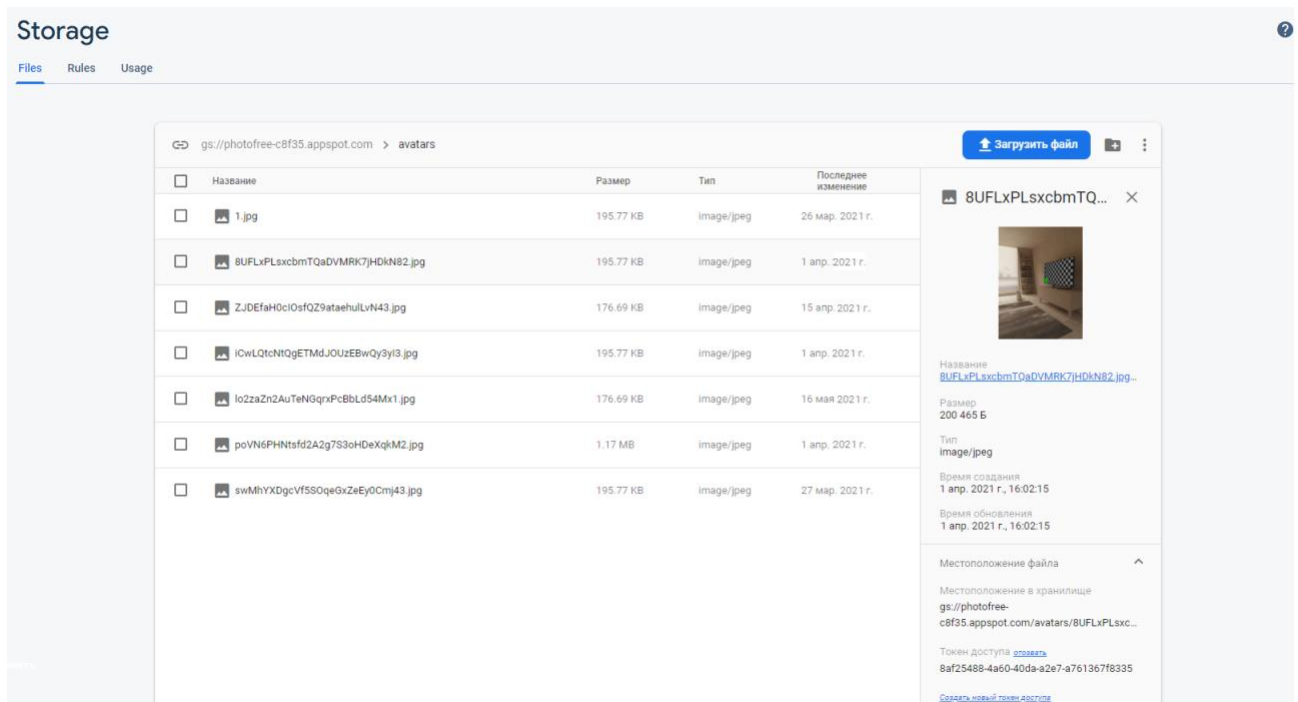 Storage
Files Rules Usage
gs://photofree-c8f35.appspot.com > avatars
Загрузить файл
Название Размер Тип Последнее изменение
1.jpg 195.77 KB image/jpeg 26 мар. 2021 г.
8UFLxPLsxcbmTQaDVMRK7jHDkN82.jpg 195.77 KB image/jpeg 1 апр. 2021 г.
ZJDEfaH0cIOsfQZ9ataehulLvN43.jpg 176.69 KB image/jpeg 15 апр. 2021 г.
iCwLQtcNtQgETMdJOUzEBwQy3yI3.jpg 195.77 KB image/jpeg 1 апр. 2021 г.
lo2zaZn2AuTeNGqrxPcBbLd54Mx1.jpg 176.69 KB image/jpeg 16 мая 2021 г.
poVN6PHNtsfd2A2g7S3oHDeXqkM2.jpg 1.17 MB image/jpeg 1 апр. 2021 г.
swMhYXDgcVf5SOqeGxZeEy0Cmj43.jpg 195.77 KB image/jpeg 27 мар. 2021 г.
8UFLxPLsxcbmTQ...
Название
8UFLxPLsxcbmTQaDVMRK7jHDkN82.jpg...
Размер
200 465 Б
Тип
image/jpeg
Время создания
1 апр. 2021 г., 16:02:15
Время обновления
1 апр. 2021 г., 16:02:15
Местоположение файла
Местоположение в хранилище
gs://photofree-
c8f35.appspot.com/avatars/8UFLxPLsxc...
Токен доступа отозвать
8af25488-4a60-40da-a2e7-a761367f8335
Создать новый токен доступа